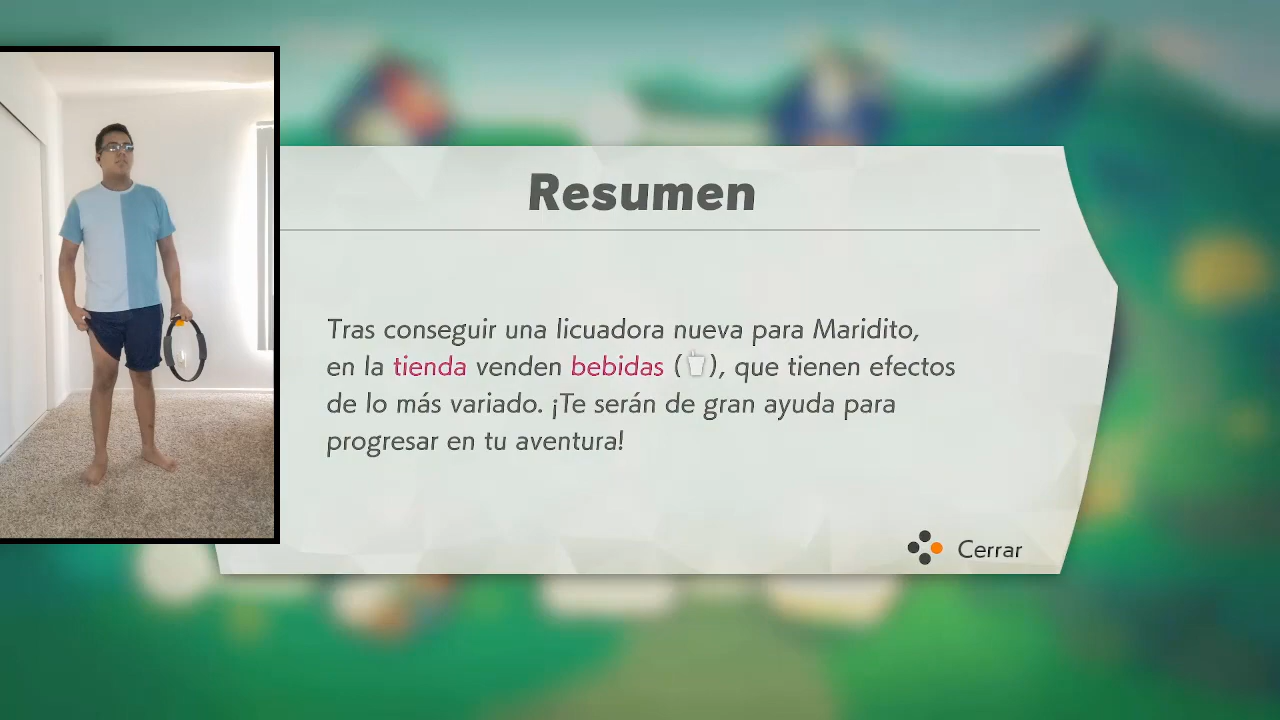 Resumen
Tras conseguir una licuadora nueva para Maridito,
en la tienda venden bebidas (), que tienen efectos
de lo más variado. ¡Te serán de gran ayuda para
progresar en tu aventura!
Cerrar